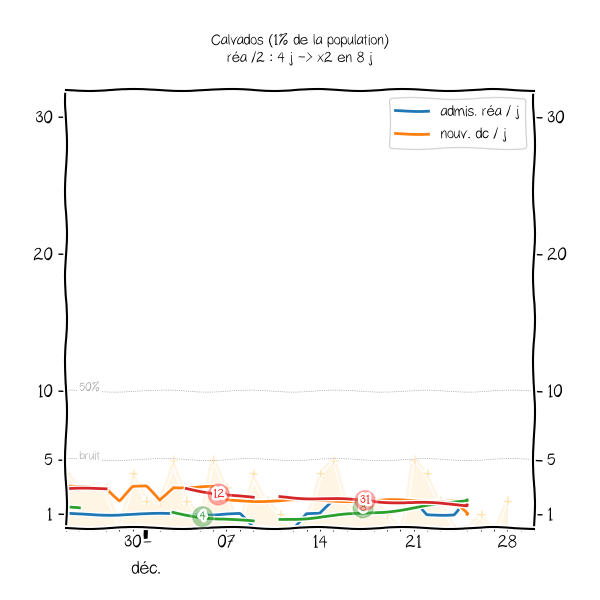 Calvados (1% de la population)
réa /2 : 4 j -> x2 en 8 j
admis. réa / j
nouv. dc / j
30 30
20 20
10 10
50%
5 5
bruit
1 1
12
31
4
30 07 14 21 28
déc.